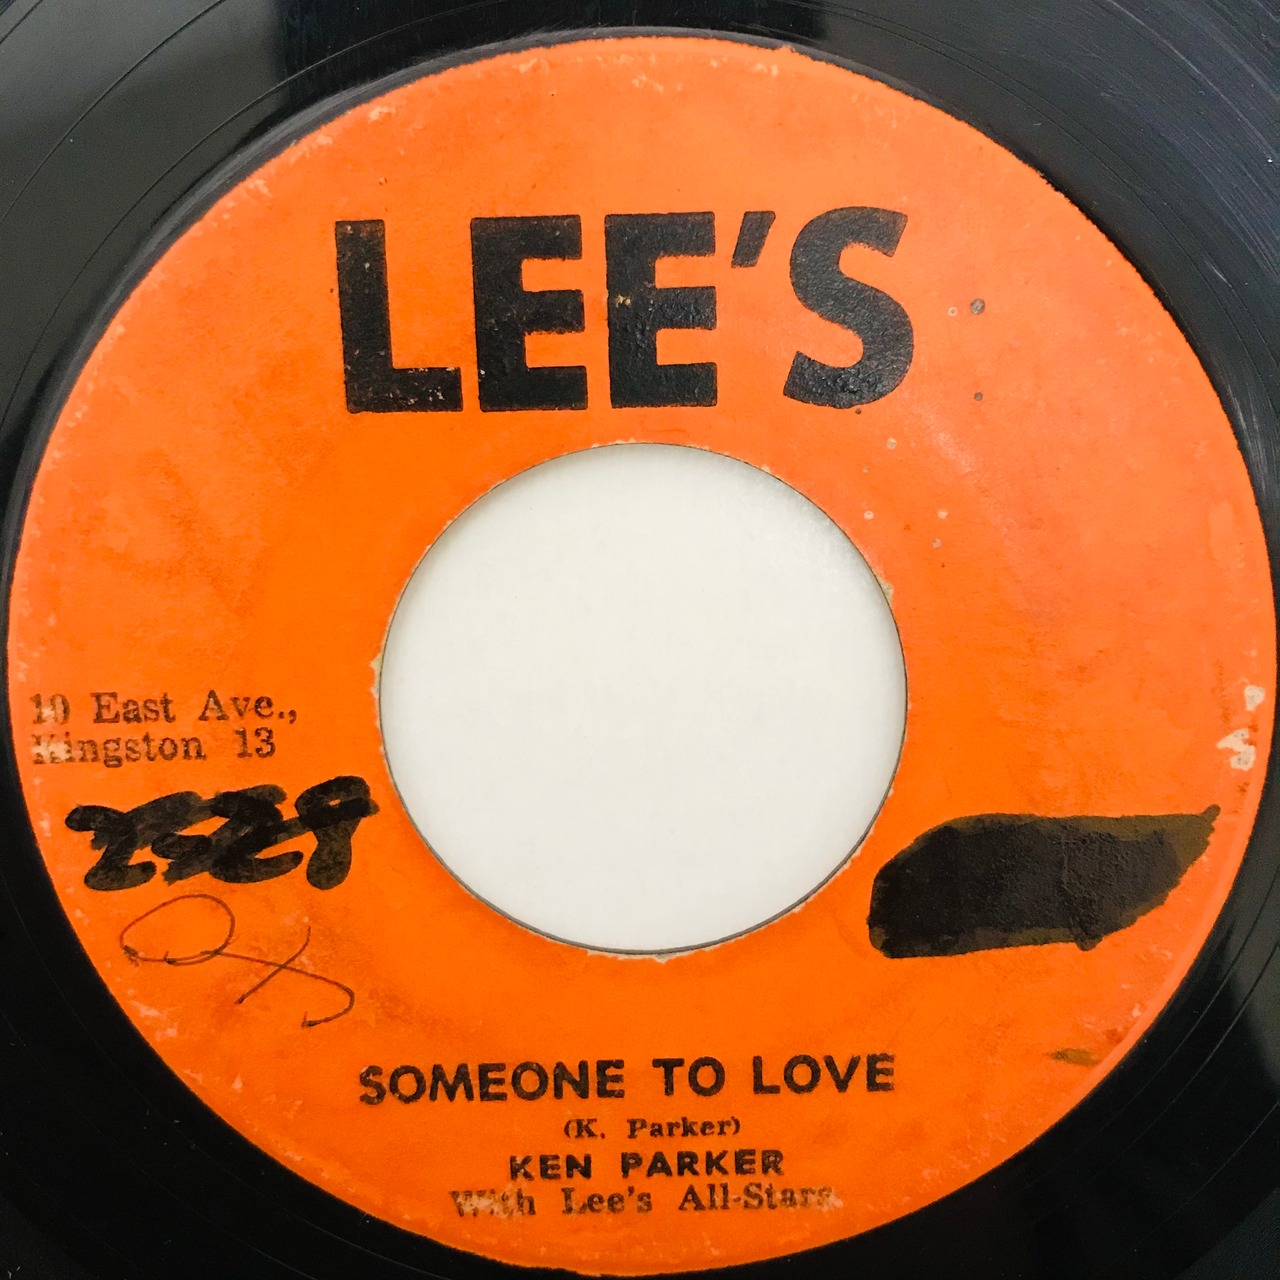 LEE'S
10 East Ave.,
Kingston 13
SOMEONE TO LOVE
(K. Parker)
KEN PARKER
With Lee's All-Stars